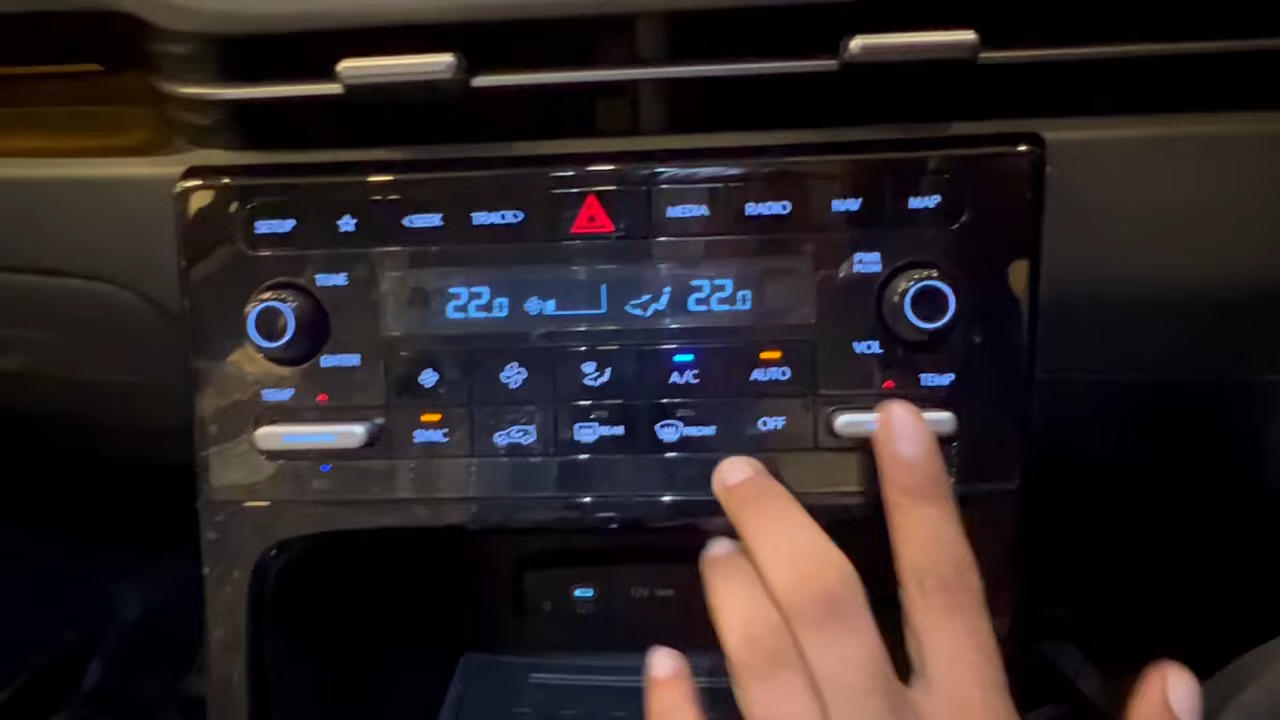 SETUP ★ <SEEK TRACK> MEDIA RADIO NAV MAP
TUNE
PWR
PUSH
22.0 22.0
ENTER
VOL
TEMP
A/C AUTO
TEMP
SYNC REAR FRONT OFF
12V